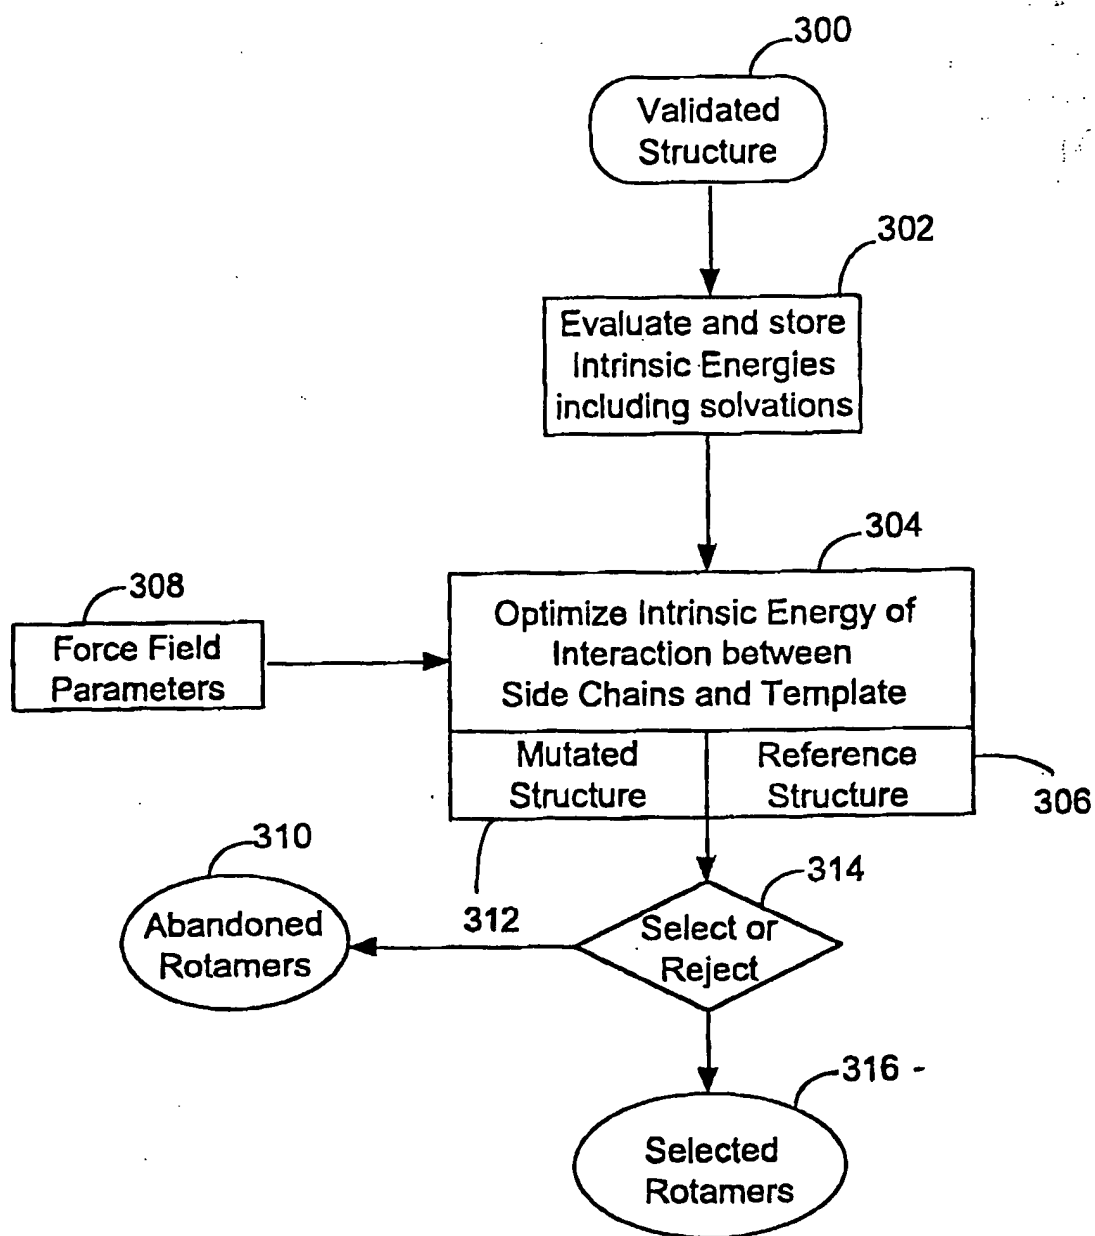 300
Validated
Structure
302
Evaluate and store
Intrinsic Energies
including solvations
304
Optimize Intrinsic Energy of
Interaction between
Side Chains and Template
308
Force Field
Parameters
Mutated
Structure
Reference
Structure
306
312
310
Abandoned
Rotamers
314
Select or
Reject
316 -
Selected
Rotamers